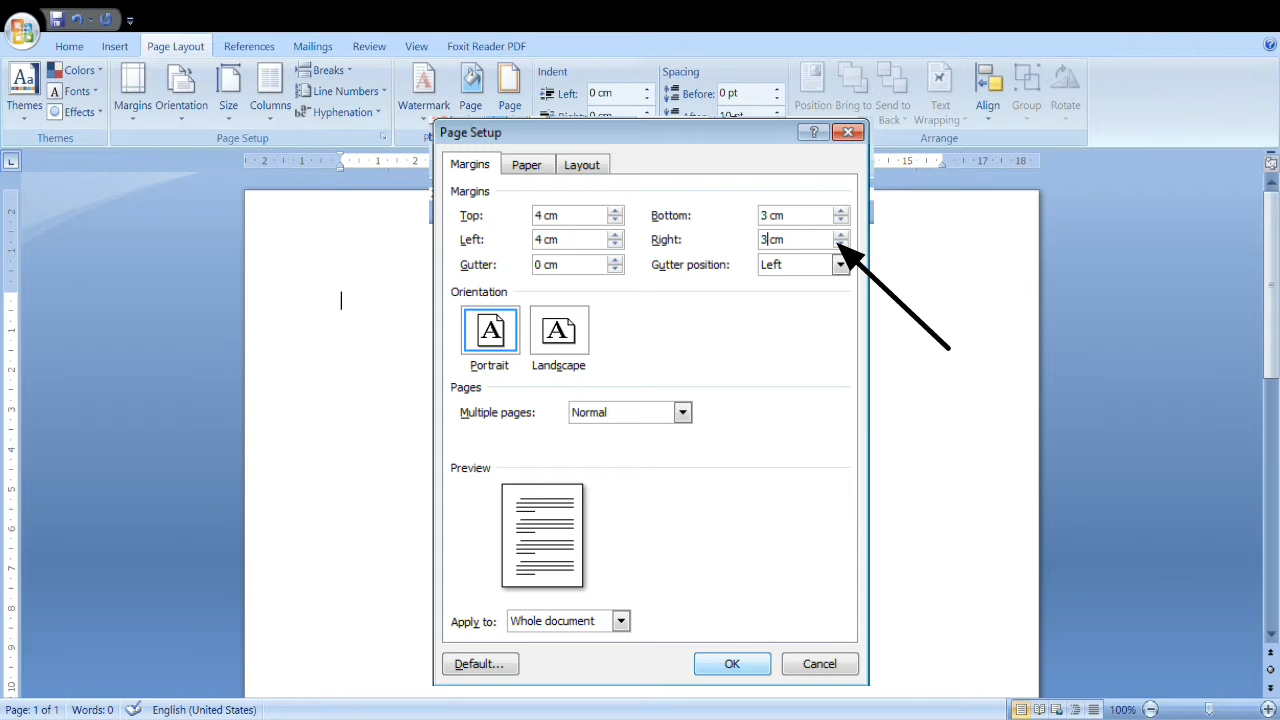 Home Insert Page Layout References Mailings Review View Foxit Reader PDF
Aa Themes Colors Fonts Effects
Margins Orientation Size Columns Breaks Line Numbers Hyphenation
Watermark Page Page
Indent Left: 0 cm
Spacing Before: 0 pt
Position Bring to Send to Back Text Wrapping Align Group Rotate
Themes Page Setup Arrange
Page Setup
Margins Paper Layout
Margins
Top: 4 cm Bottom: 3 cm
Left: 4 cm Right: 3 cm
Gutter: 0 cm Gutter position: Left
Orientation
A A
Portrait Landscape
Pages
Multiple pages: Normal
Preview
Apply to: Whole document
Default... OK Cancel
Page: 1 of 1 Words: 0 English (United States) 100%